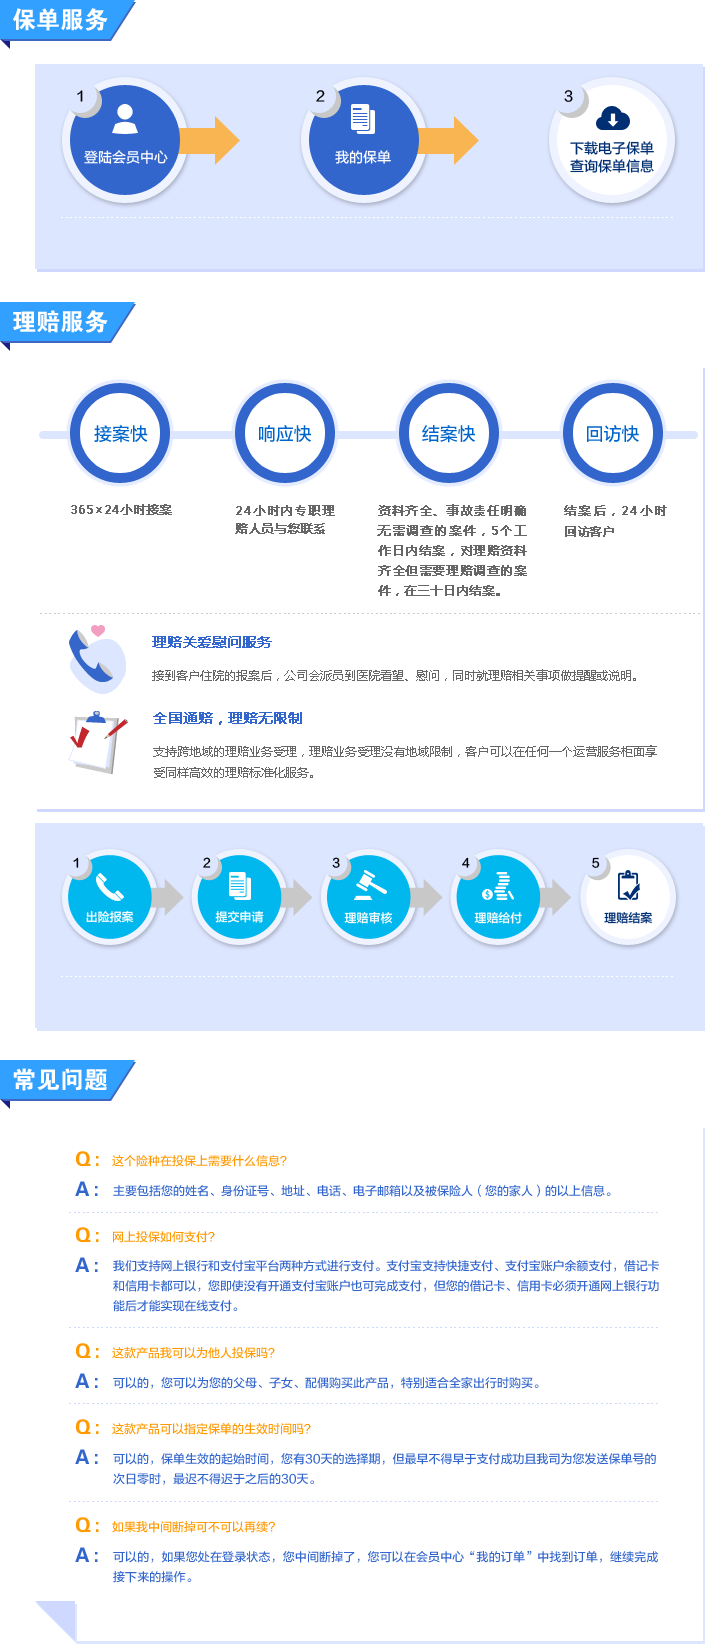 保单服务
1
2
3
登陆会员中心
我的保单
下载电子保单
查询保单信息
理赔服务
接案快
响应快
结案快
回访快
365×24小时接案
24小时内专职理
赔人员与您联系
资料齐全、事故责任明确
无需调查的案件，5个工
作日内结案，对理赔资料
齐全但需要理赔调查的案
件，在三十日内结案。
结案后，24小时
回访客户
理赔关爱慰问服务
接到客户住院的报案后，公司会派员到医院看望、慰问，同时就理赔相关事项做提醒或说明。
全国通赔，理赔无限制
支持跨地域的理赔业务受理，理赔业务受理没有地域限制，客户可以在任何一个运营服务柜面享
受同样高效的理赔标准化服务。
1
2
3
4
5
出险报案
提交申请
理赔审核
理赔给付
理赔结案
常见问题
Q： 这个险种在投保上需要什么信息?
A： 主要包括您的姓名、身份证号、地址、电话、电子邮箱以及被保险人（您的家人）的以上信息。
Q： 网上投保如何支付?
A： 我们支持网上银行和支付宝平台两种方式进行支付。支付宝支持快捷支付、支付宝账户余额支付，借记卡
和信用卡都可以，您即使没有开通支付宝账户也可完成支付，但您的借记卡、信用卡必须开通网上银行功
能后才能实现在线支付。
Q： 这款产品我可以为他人投保吗?
A： 可以的，您可以为您的父母、子女、配偶购买此产品，特别适合全家出行时购买。
Q： 这款产品可以指定保单的生效时间吗?
A： 可以的，保单生效的起始时间，您有30天的选择期，但最早不得早于支付成功且我司为您发送保单号的
次日零时，最迟不得迟于之后的30天。
Q： 如果我中间断掉可不可以再续?
A： 可以的，如果您处在登录状态，您中间断掉了，您可以在会员中心“我的订单”中找到订单，继续完成
接下来的操作。